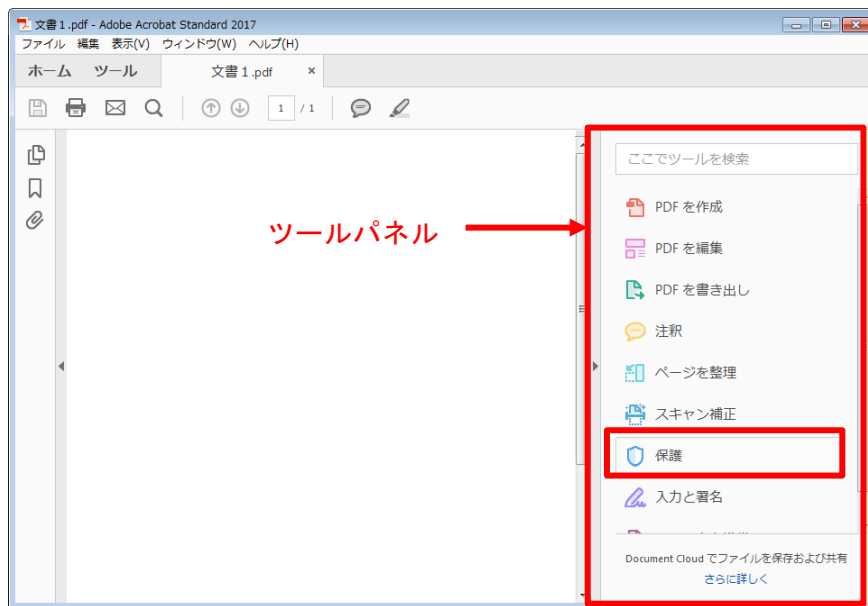 文書１.pdf - Adobe Acrobat Standard 2017
ファイル 編集 表示(V) ウィンドウ(W) ヘルプ(H)
ホーム ツール 文書１.pdf ×
1 / 1
ここでツールを検索
PDF を作成
ツールパネル
PDF を編集
PDF を書き出し
注釈
ページを整理
スキャン補正
保護
入力と署名
Document Cloud でファイルを保存および共有
さらに詳しく